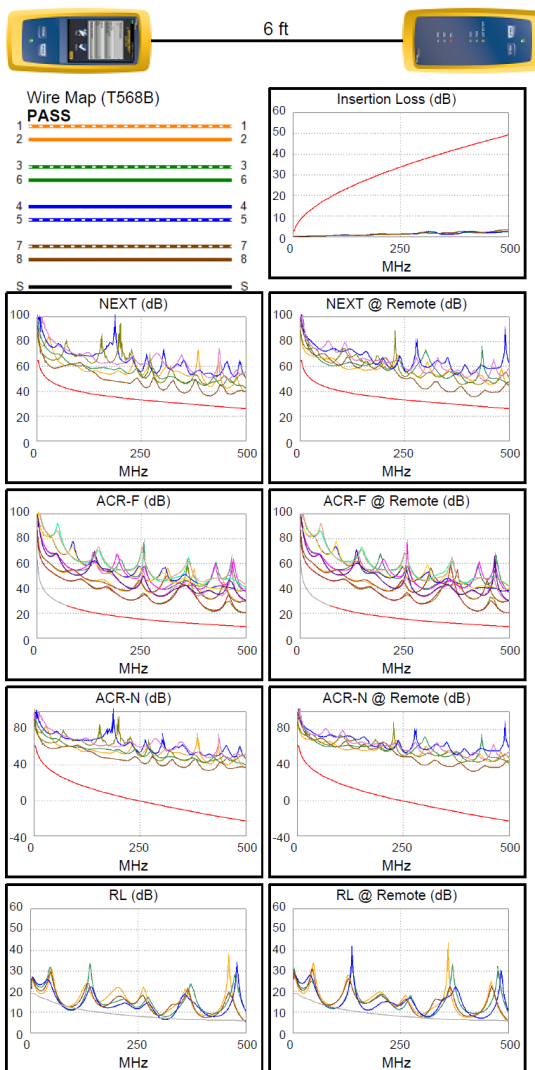 6 ft
Wire Map (T568B)
PASS
1 1
2 2
3 3
6 6
4 4
5 5
7 7
8 8
S S
Insertion Loss (dB)
60
50
40
30
20
10
0
0 250 500
MHz
NEXT (dB)
100
80
60
40
20
0
0 250 500
MHz
NEXT @ Remote (dB)
100
80
60
40
20
0
0 250 500
MHz
ACR-F (dB)
100
80
60
40
20
0
0 250 500
MHz
ACR-F @ Remote (dB)
100
80
60
40
20
0
0 250 500
MHz
ACR-N (dB)
80
40
0
-40
0 250 500
MHz
ACR-N @ Remote (dB)
80
40
0
-40
0 250 500
MHz
RL (dB)
60
50
40
30
20
10
0
0 250 500
MHz
RL @ Remote (dB)
60
50
40
30
20
10
0
0 250 500
MHz